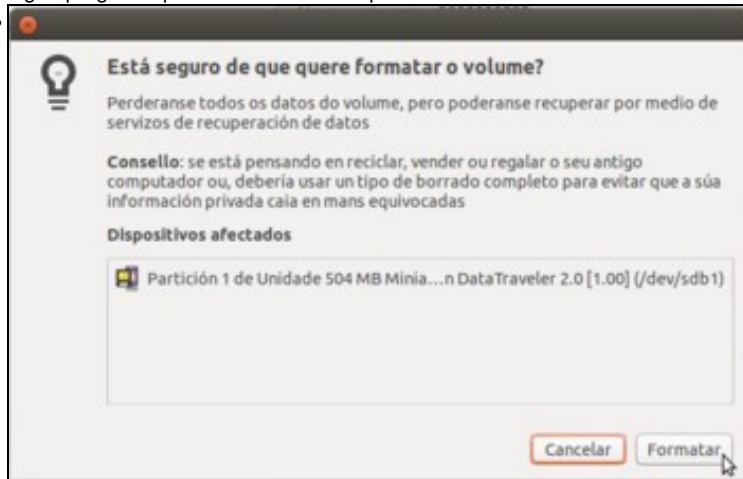 Está seguro de que quere formatar o volume?
Perderanse todos os datos do volume, pero poderanse recuperar por medio de
servizos de recuperación de datos
Consello: se está pensando en reciclar, vender ou regalar o seu antigo
computador ou, debería usar un tipo de borrado completo para evitar que a súa
información privada caia en mans equivocadas
Dispositivos afectados
Partición 1 de Unidade 504 MB Minia...n DataTraveler 2.0 [1.00] (/dev/sdb1)
Cancelar
Formatar